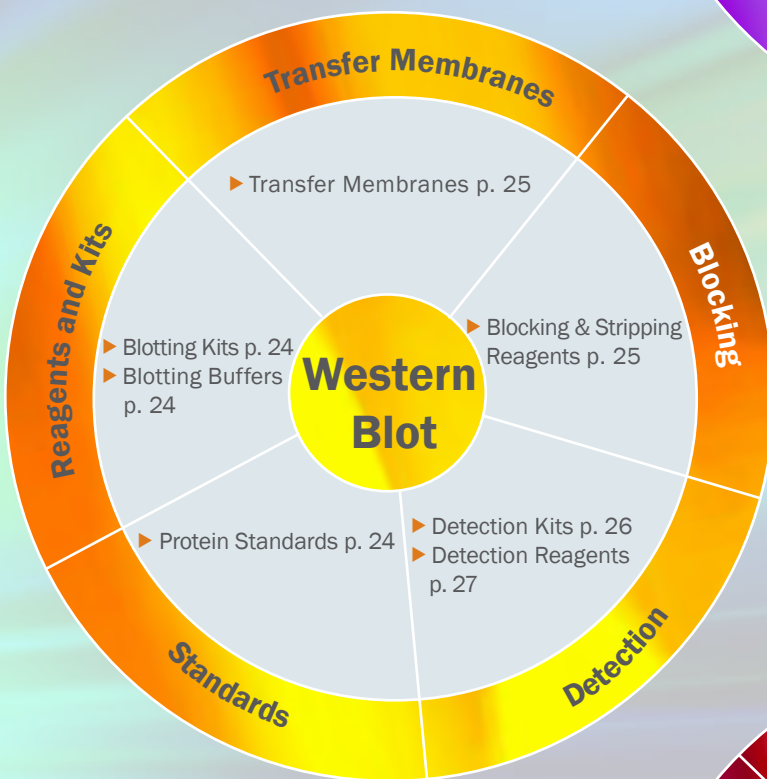 Transfer Membranes
▶ Transfer Membranes p. 25
Blocking
▶ Blocking & Stripping
Reagents p. 25
Reagents and Kits
▶ Blotting Kits p. 24
▶ Blotting Buffers
p. 24
Western
Blot
▶ Protein Standards p. 24
Standards
▶ Detection Kits p. 26
▶ Detection Reagents
p. 27
Detection